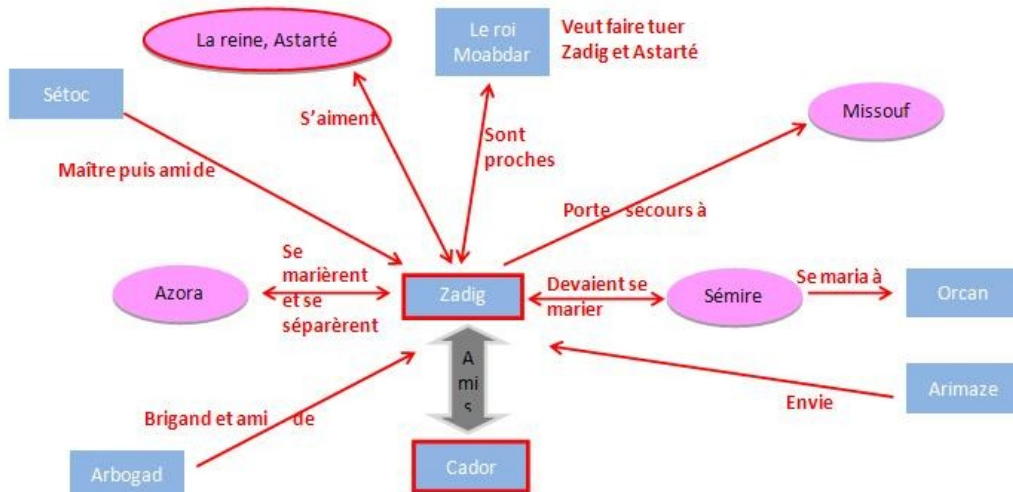 La reine, Astarté
Le roi
Moabdar
Veut faire tuer
Zadig et Astarté
Sétoc
Missouf
S'aiment
Sont
proches
Maître puis ami de
Porte secours à
Se
marièrent
et se
séparèrent
Azora
Zadig
Devaient se
marier
Sémire
Se maria à
Orcan
A
mi
s
Envie
Arimaze
Brigand et ami de
Arbogad
Cador